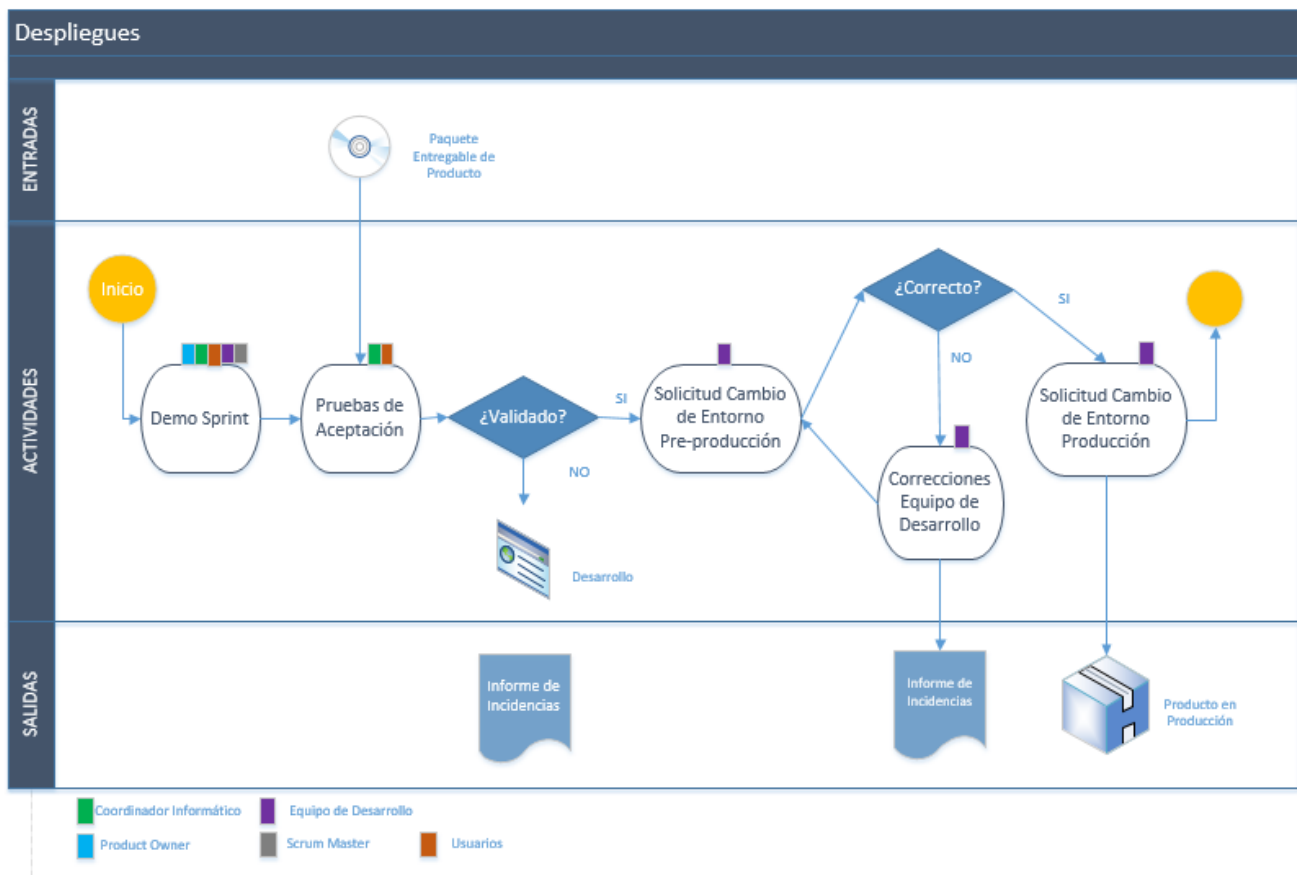 Despliegues
ENTRADAS
Paquete
Entregable de
Producto
ACTIVIDADES
Inicio
Demo Sprint
Pruebas de
Aceptación
¿Validado?
SI
NO
Desarrollo
Solicitud Cambio
de Entorno
Pre-producción
¿Correcto?
SI
NO
Correcciones
Equipo de
Desarrollo
Solicitud Cambio
de Entorno
Producción
SALIDAS
Informe de
Incidencias
Informe de
Incidencias
Producto en
Producción
Coordinador Informático
Equipo de Desarrollo
Product Owner
Scrum Master
Usuarios